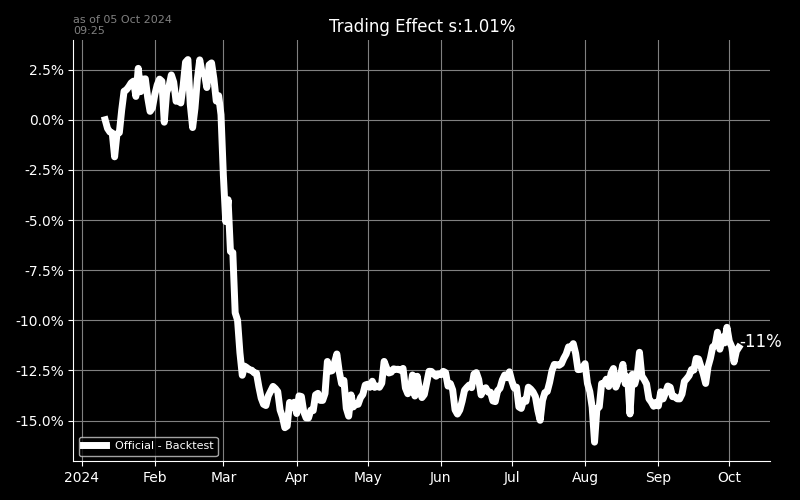 as of 05 Oct 2024
09:25
Trading Effect s:1.01%
2.5%
0.0%
-2.5%
-5.0%
-7.5%
-10.0%
-11%
-12.5%
-15.0%
Official - Backtest
2024 Feb Mar Apr May Jun Jul Aug Sep Oct